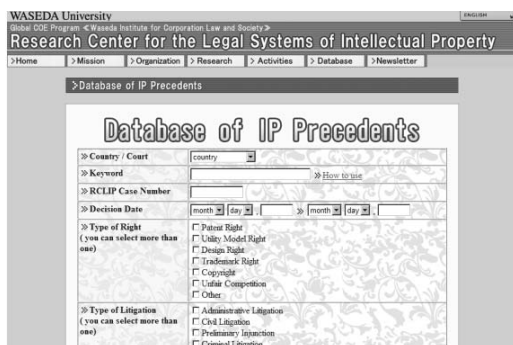 WASEDA University
ENGLISH
Global COE Program ≪Waseda Institute for Corporation Law and Society≫
Research Center for the Legal Systems of Intellectual Property
>Home >Mission >Organization >Research >Activities >Database >Newsletter
>Database of IP Precedents
Database of IP Precedents
≫Country / Court country
≫Keyword ≫How to use
≫RCLIP Case Number
≫Decision Date month day , ≫ month day ,
≫Type of Right
( you can select more than
one)
Patent Right
Utility Model Right
Design Right
Trademark Right
Copyright
Unfair Competition
Other
≫Type of Litigation
( you can select more than
one)
Administrative Litigation
Civil Litigation
Preliminary Injunction
Criminal Litigation